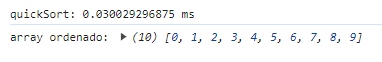 quickSort: 0.030029296875 ms
array ordenado: ▶ (10) [0, 1, 2, 3, 4, 5, 6, 7, 8, 9]